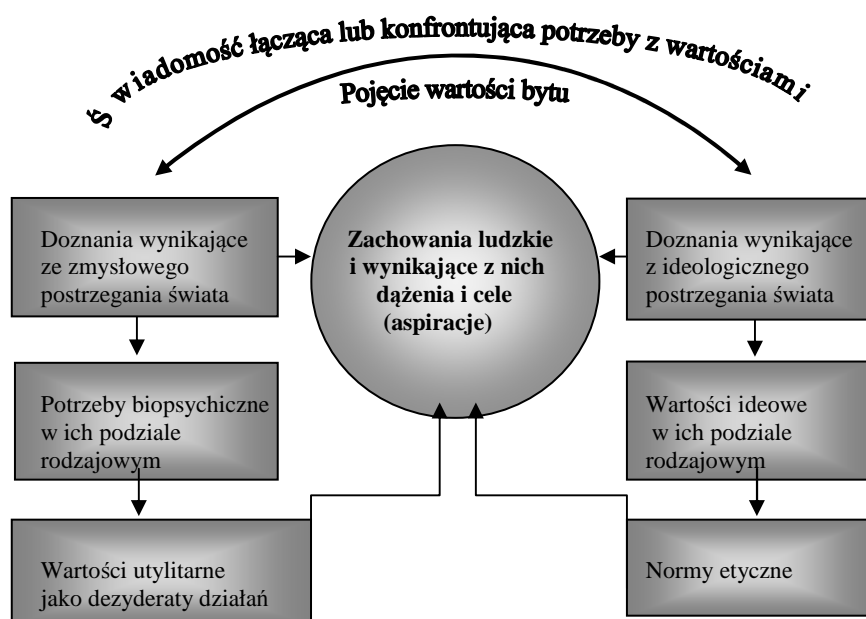 Ś wiadomość łącząca lub konfrontująca potrzeby z wartościami
Pojęcie wartości bytu
Doznania wynikające
ze zmysłowego
postrzegania świata
Zachowania ludzkie
i wynikające z nich
dążenia i cele
(aspiracje)
Doznania wynikające
z ideologicznego
postrzegania świata
Potrzeby biopsychiczne
w ich podziale
rodzajowym
Wartości ideowe
w ich podziale
rodzajowym
Wartości utylitarne
jako dezyderaty działań
Normy etyczne